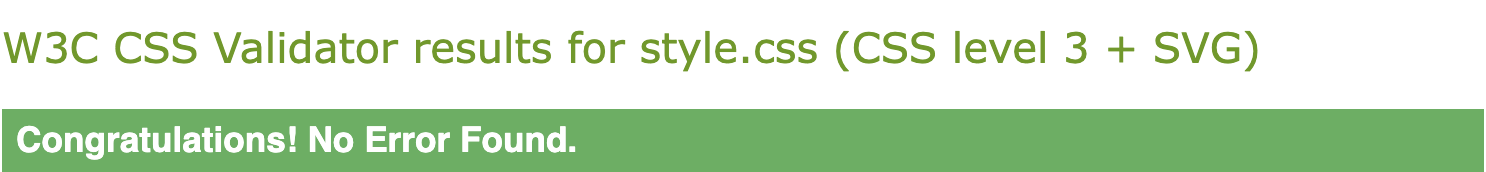 W3C CSS Validator results for style.css (CSS level 3 + SVG)
Congratulations! No Error Found.